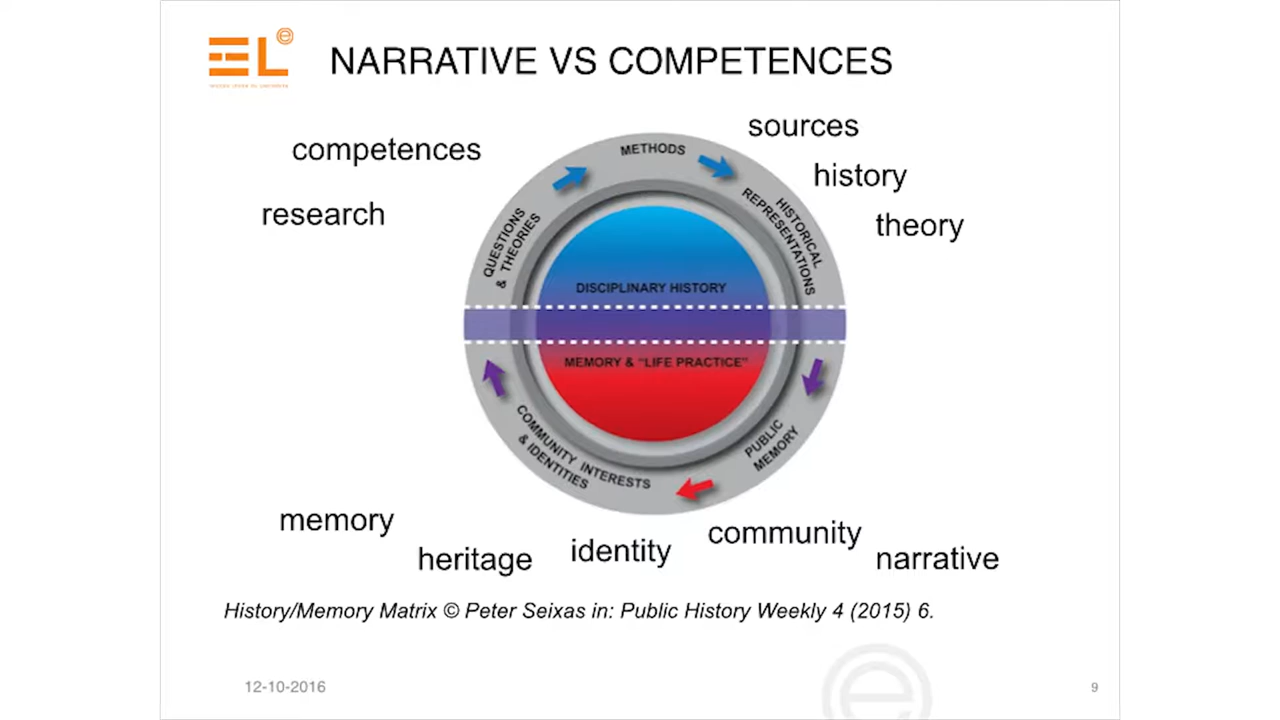 EL
e
NARRATIVE VS COMPETENCES
competences
sources
research
history
theory
METHODS
QUESTIONS
& THEORIES
HISTORICAL
REPRESENTATIONS
DISCIPLINARY HISTORY
MEMORY & "LIFE PRACTICE"
COMMUNITY INTERESTS
& IDENTITIES
PUBLIC
MEMORY
memory
heritage
identity
community
narrative
History/Memory Matrix © Peter Seixas in: Public History Weekly 4 (2015) 6.
12-10-2016
e
9